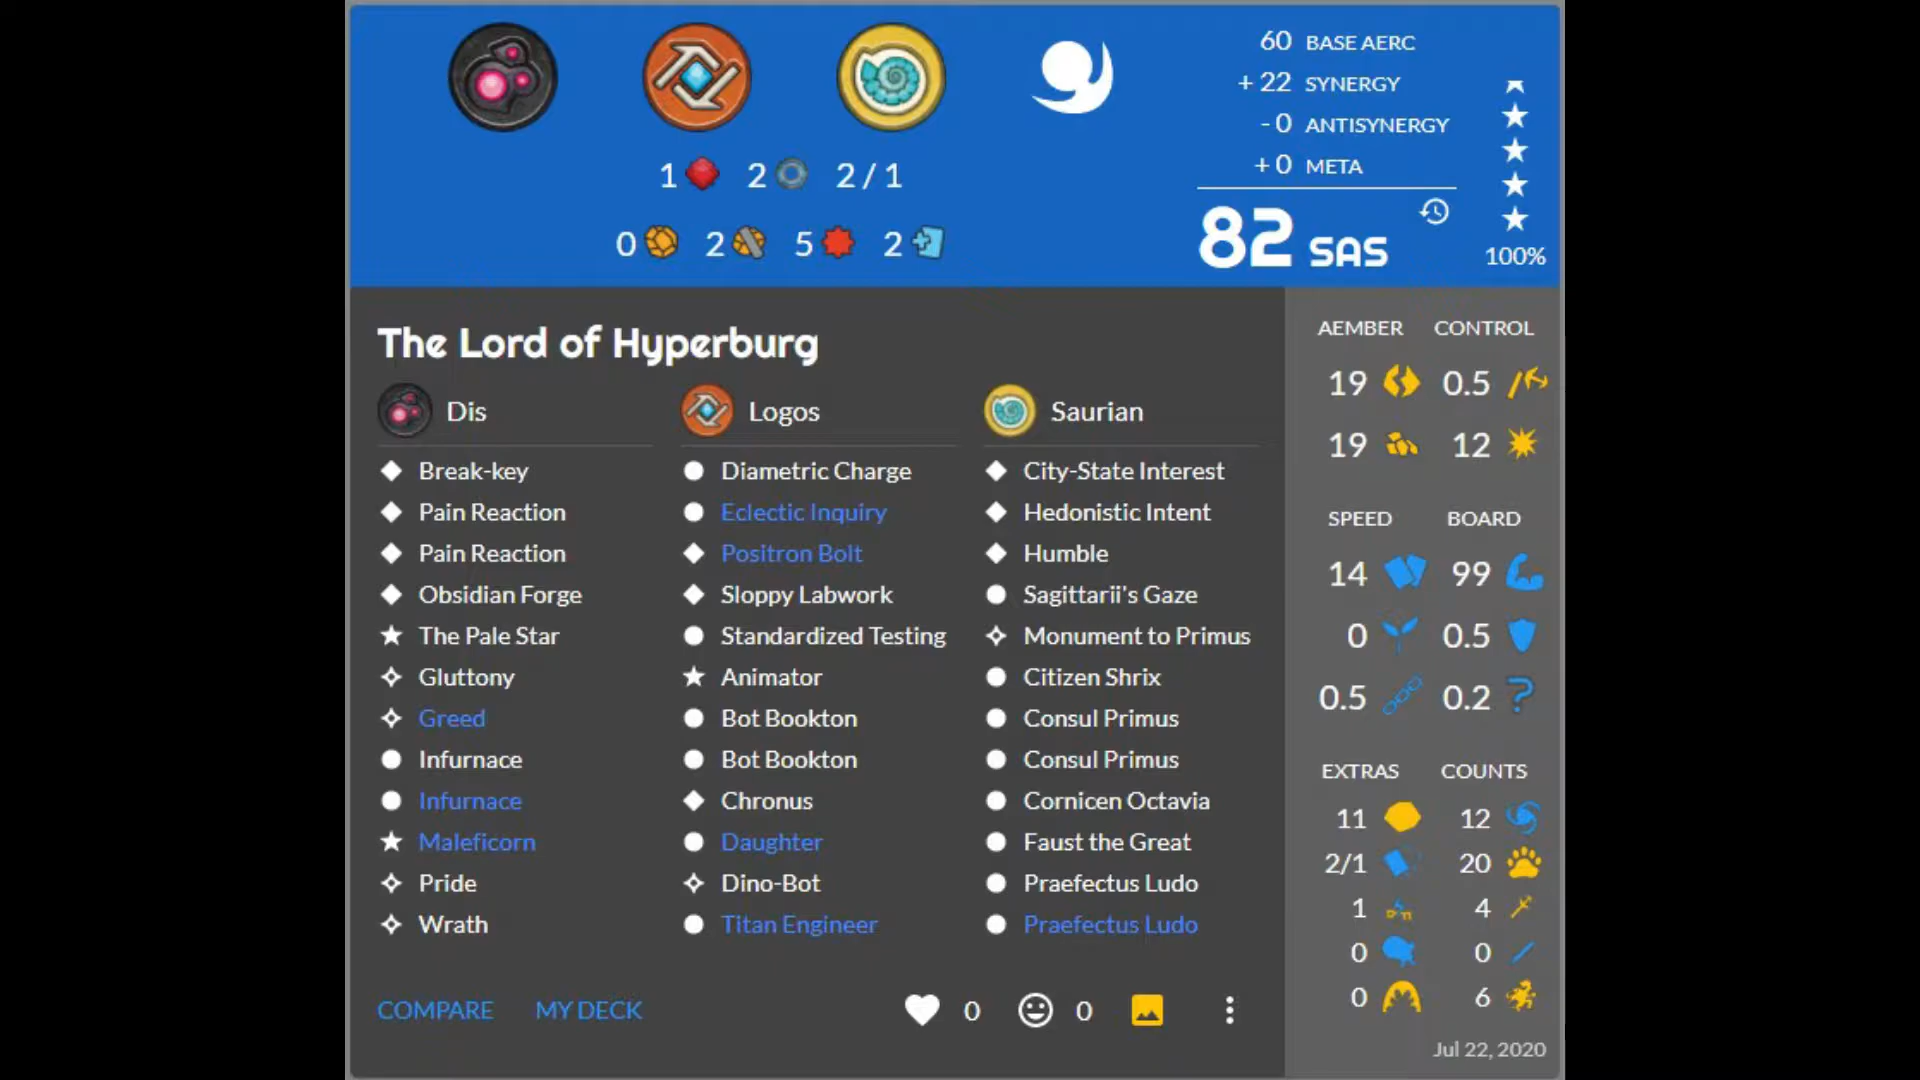 60 BASE AERC
+ 22 SYNERGY
- 0 ANTISYNERGY
+ 0 META
82 SAS
100%
1 2 2 / 1
0 2 5 2
The Lord of Hyperburg
Dis
Break-key
Pain Reaction
Pain Reaction
Obsidian Forge
The Pale Star
Gluttony
Greed
Infurnace
Infurnace
Maleficorn
Pride
Wrath
Logos
Diametric Charge
Eclectic Inquiry
Positron Bolt
Sloppy Labwork
Standardized Testing
Animator
Bot Bookton
Bot Bookton
Chronus
Daughter
Dino-Bot
Titan Engineer
Saurian
City-State Interest
Hedonistic Intent
Humble
Sagittarii's Gaze
Monument to Primus
Citizen Shrix
Consul Primus
Consul Primus
Cornicen Octavia
Faust the Great
Praefectus Ludo
Praefectus Ludo
COMPARE MY DECK 0 0
AEMBER CONTROL
19 0.5
19 12
SPEED BOARD
14 99
0 0.5
0.5 0.2
EXTRAS COUNTS
11 12
2/1 20
1 4
0 0
0 6
Jul 22, 2020